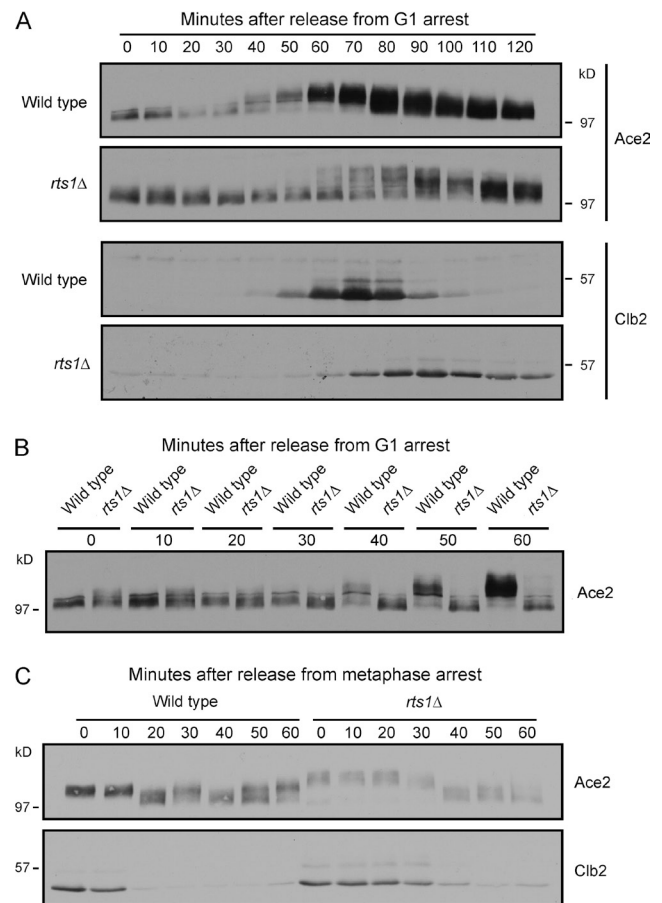 A
Minutes after release from G1 arrest
0 10 20 30 40 50 60 70 80 90 100 110 120
kD
Wild type
97
Ace2
rts1Δ
97
Wild type
57
Clb2
rts1Δ
57
B
Minutes after release from G1 arrest
Wild type rts1Δ Wild type rts1Δ Wild type rts1Δ Wild type rts1Δ Wild type rts1Δ Wild type rts1Δ Wild type rts1Δ
0 10 20 30 40 50 60
kD
97
Ace2
C
Minutes after release from metaphase arrest
Wild type rts1Δ
0 10 20 30 40 50 60 0 10 20 30 40 50 60
kD
Ace2
97
57
Clb2